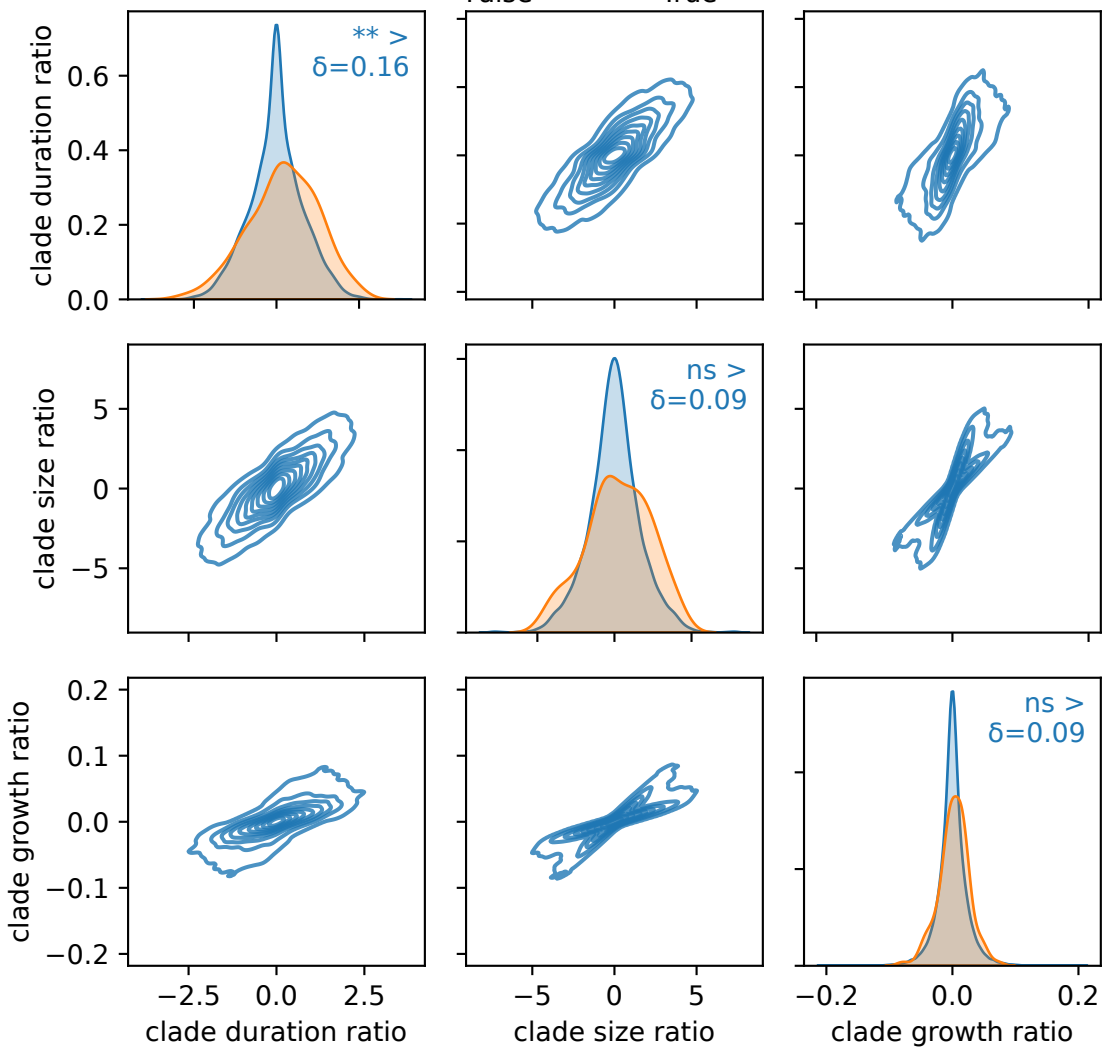 False True
clade duration ratio
0.6
0.4
0.2
0.0
** >
δ=0.16
clade size ratio
5
0
−5
ns >
δ=0.09
clade growth ratio
0.2
0.1
0.0
−0.1
−0.2
ns >
δ=0.09
−2.5 0.0 2.5
−5 0 5
−0.2 0.0 0.2
clade duration ratio
clade size ratio
clade growth ratio